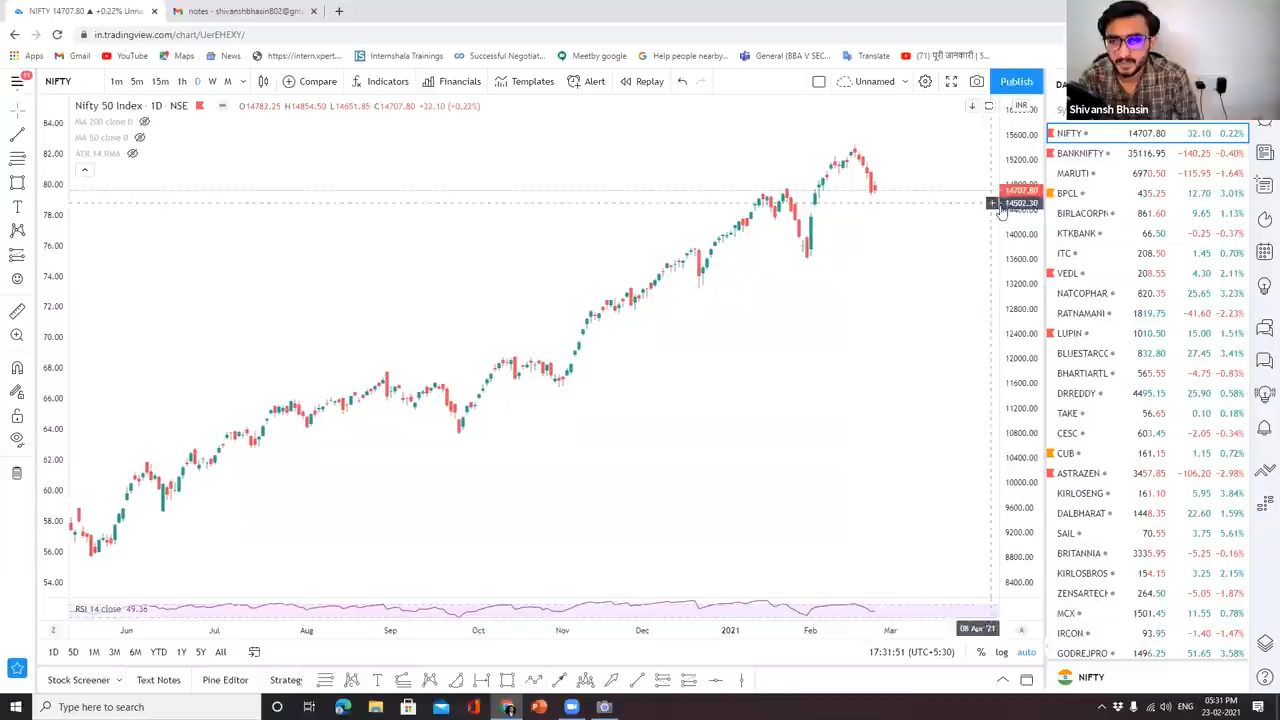 NIFTY 14707.80 ▲ +0.22% Unna
notes - shivanshbhasin802@gm
in.tradingview.com/chart/UerEHEXY/
Apps Gmail YouTube Maps News https://intern.xpert... Internshala Trainings Successful Negotiati... Meetby google Help people nearby... General (BBA V SEC... Translate
NIFTY 1m 5m 15m 1h D W M Compare Indicators Financials Templates Alert Replay Unnamed Publish
Shivansh Bhasin
Nifty 50 Index · 1D · NSE O14782.25 H14854.50 L14651.85 C14707.80 +32.10 (+0.22%)
MA 200 close 0
MA 50 close 0
ATR 14 RMA
INR
84.00
82.00
80.00
78.00
76.00
74.00
72.00
70.00
68.00
66.00
64.00
62.00
60.00
58.00
56.00
54.00
15600.00
15200.00
14707.80
14502.30
14000.00
13600.00
13200.00
12800.00
12400.00
12000.00
11600.00
11200.00
10800.00
10400.00
10000.00
9600.00
9200.00
8800.00
8400.00
RSI 14 close 49.36
Jun Jul Aug Sep Oct Nov Dec 2021 Feb Mar 08 Apr '21
1D 5D 1M 3M 6M YTD 1Y 5Y All 17:31:51 (UTC+5:30) % log auto
Stock Screener Text Notes Pine Editor Strateg
NIFTY 14707.80 32.10 0.22%
BANKNIFTY 35116.95 −140.25 −0.40%
MARUTI 6970.50 −115.95 −1.64%
BPCL 435.25 12.70 3.01%
BIRLACORPN 861.60 9.65 1.13%
KTKBANK 66.50 −0.25 −0.37%
ITC 208.50 1.45 0.70%
VEDL 208.55 4.30 2.11%
NATCOPHAR 820.35 25.65 3.23%
RATNAMANI 1819.75 −41.60 −2.23%
LUPIN 1010.50 15.00 1.51%
BLUESTARCO 832.80 27.45 3.41%
BHARTIARTL 565.55 −4.75 −0.83%
DRREDDY 4495.15 25.90 0.58%
TAKE 56.65 0.10 0.18%
CESC 603.45 −2.05 −0.34%
CUB 161.15 1.15 0.72%
ASTRAZEN 3457.85 −106.20 −2.98%
KIRLOSENG 161.10 5.95 3.84%
DALBHARAT 1448.35 22.60 1.59%
SAIL 70.55 3.75 5.61%
BRITANNIA 3335.95 −5.25 −0.16%
KIRLOSBROS 154.15 3.25 2.15%
ZENSARTECH 264.50 −5.05 −1.87%
MCX 1501.45 11.55 0.78%
IRCON 93.95 −1.40 −1.47%
GODREJPRO 1496.25 51.65 3.58%
NIFTY
Type here to search
ENG
05:31 PM
23-02-2021